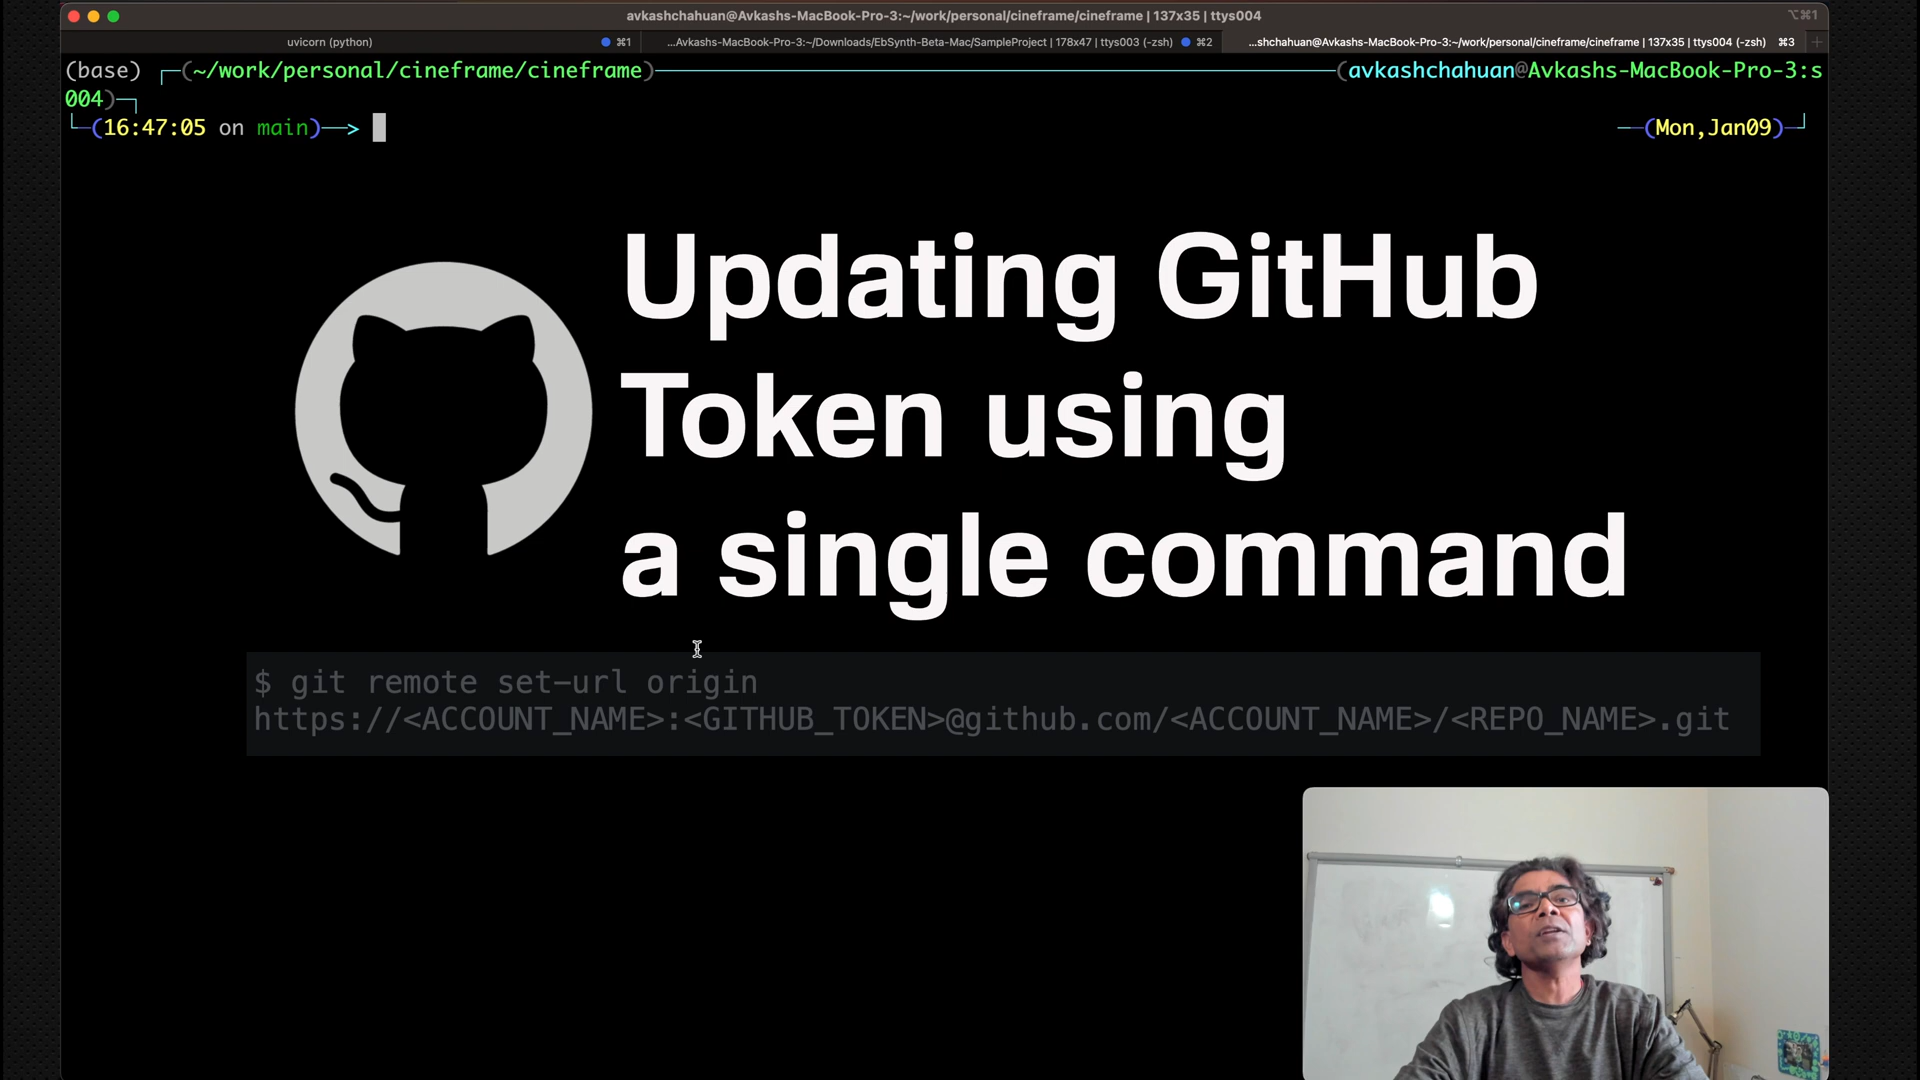 avkashchahuan@Avkashs-MacBook-Pro-3:~/work/personal/cineframe/cineframe | 137x35 | ttys004
⌥⌘1
uvicorn (python)
⌘1
...Avkashs-MacBook-Pro-3:~/Downloads/EbSynth-Beta-Mac/SampleProject | 178x47 | ttys003 (-zsh)
⌘2
...shchahuan@Avkashs-MacBook-Pro-3:~/work/personal/cineframe/cineframe | 137x35 | ttys004 (-zsh)
⌘3
(base) ┌─(~/work/personal/cineframe/cineframe)──(avkashchahuan@Avkashs-MacBook-Pro-3:s
004)─┐
└─(16:47:05 on main)──> ──(Mon,Jan09)─┘
Updating GitHub
Token using
a single command
$ git remote set-url origin
https://<ACCOUNT_NAME>:<GITHUB_TOKEN>@github.com/<ACCOUNT_NAME>/<REPO_NAME>.git